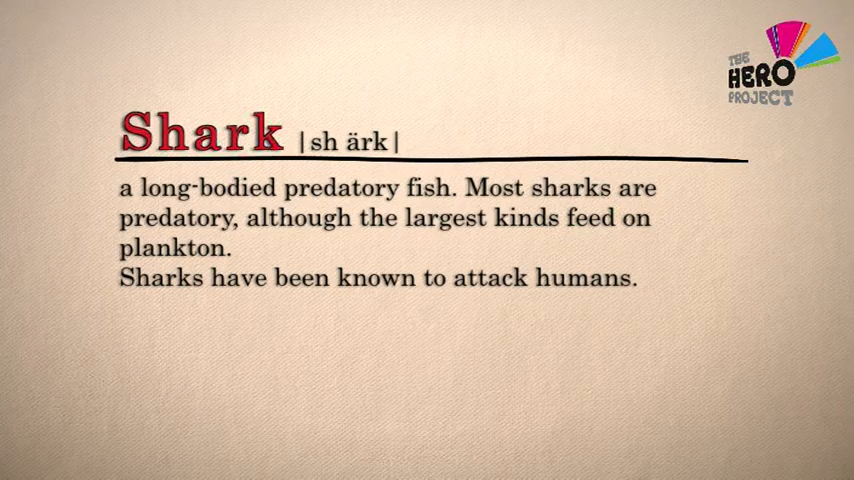 THE
HERO
PROJECT
Shark |sh ärk|
a long-bodied predatory fish. Most sharks are
predatory, although the largest kinds feed on
plankton.
Sharks have been known to attack humans.